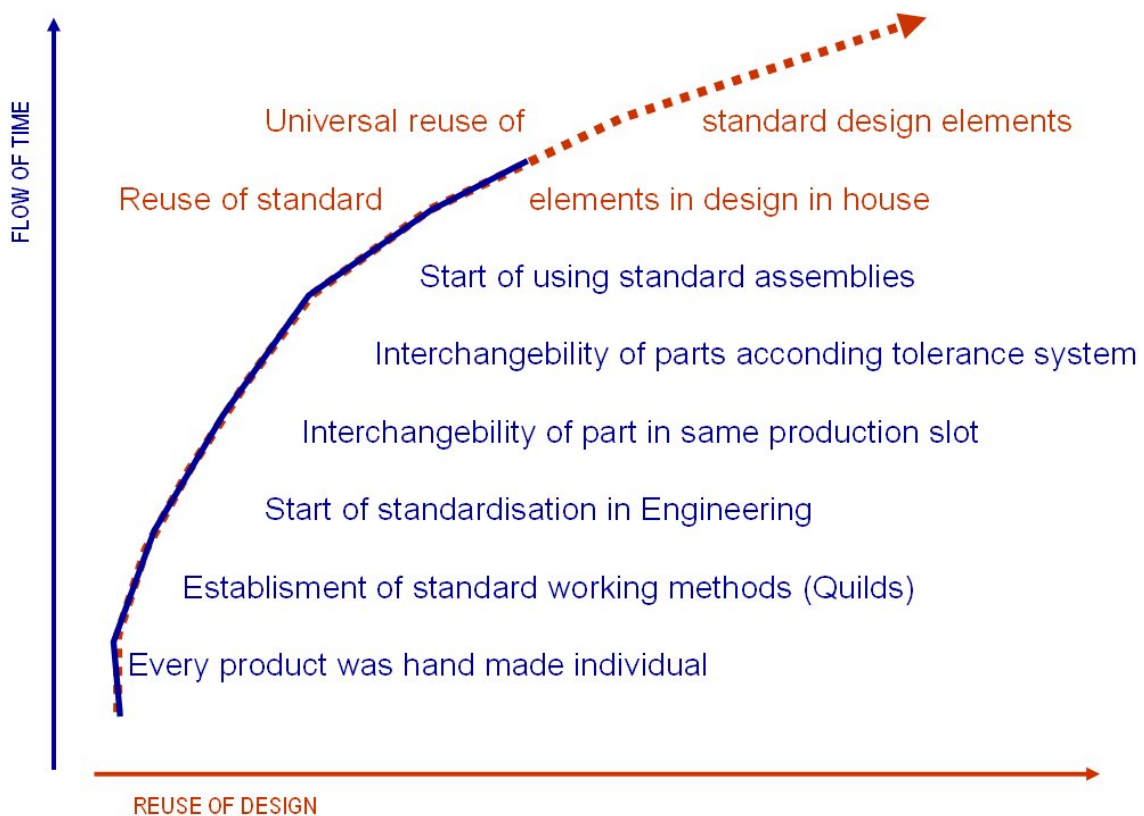 FLOW OF TIME
Universal reuse of standard design elements
Reuse of standard elements in design in house
Start of using standard assemblies
Interchangebility of parts acconding tolerance system
Interchangebility of part in same production slot
Start of standardisation in Engineering
Establisment of standard working methods (Quilds)
Every product was hand made individual
REUSE OF DESIGN